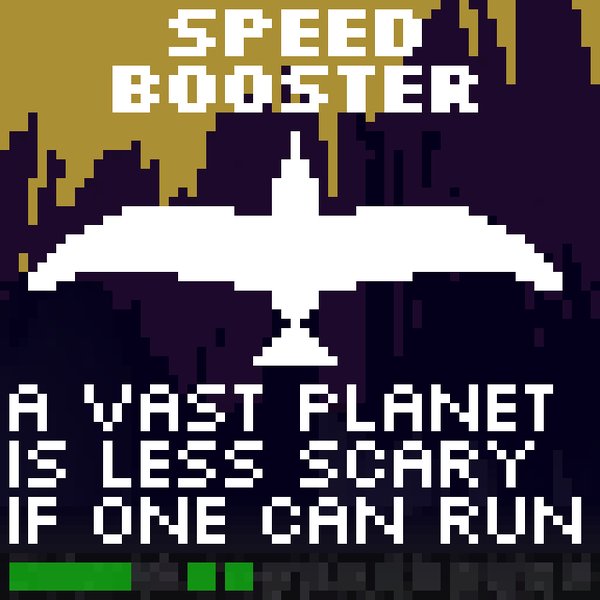 SPEED
BOOSTER
A VAST PLANET
IS LESS SCARY
IF ONE CAN RUN